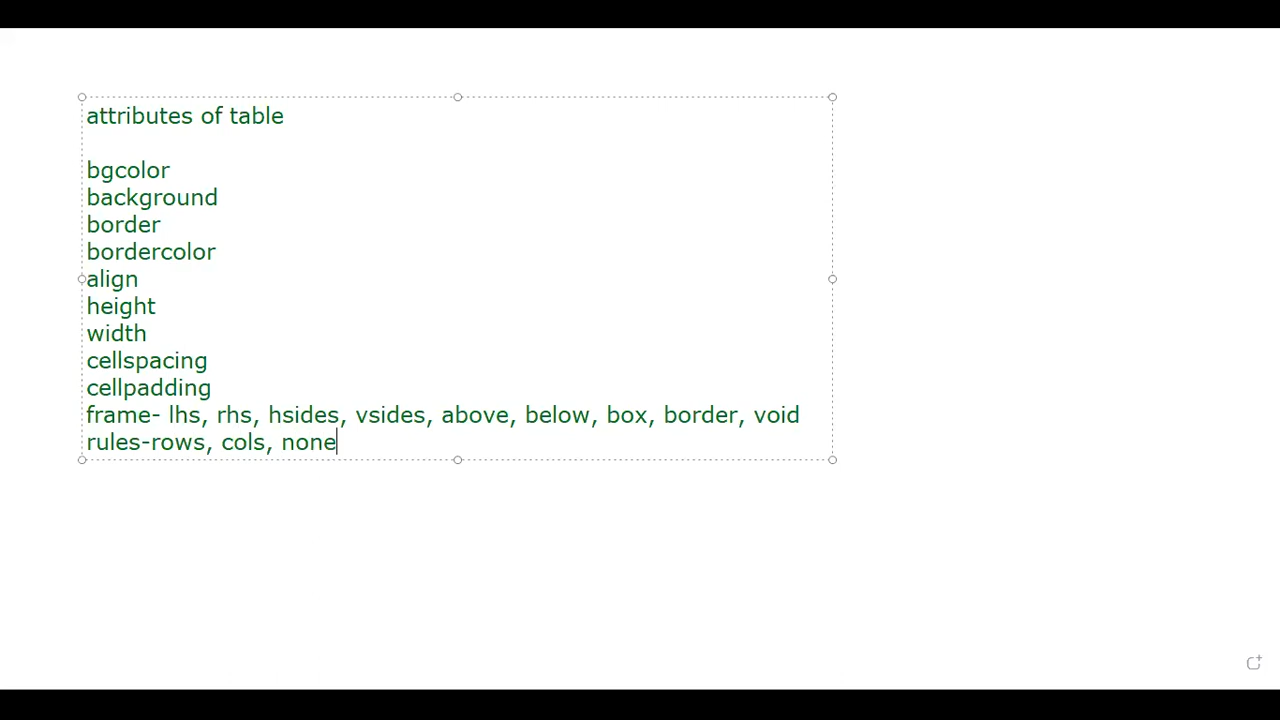 attributes of table
bgcolor
background
border
bordercolor
align
height
width
cellspacing
cellpadding
frame- lhs, rhs, hsides, vsides, above, below, box, border, void
rules-rows, cols, none